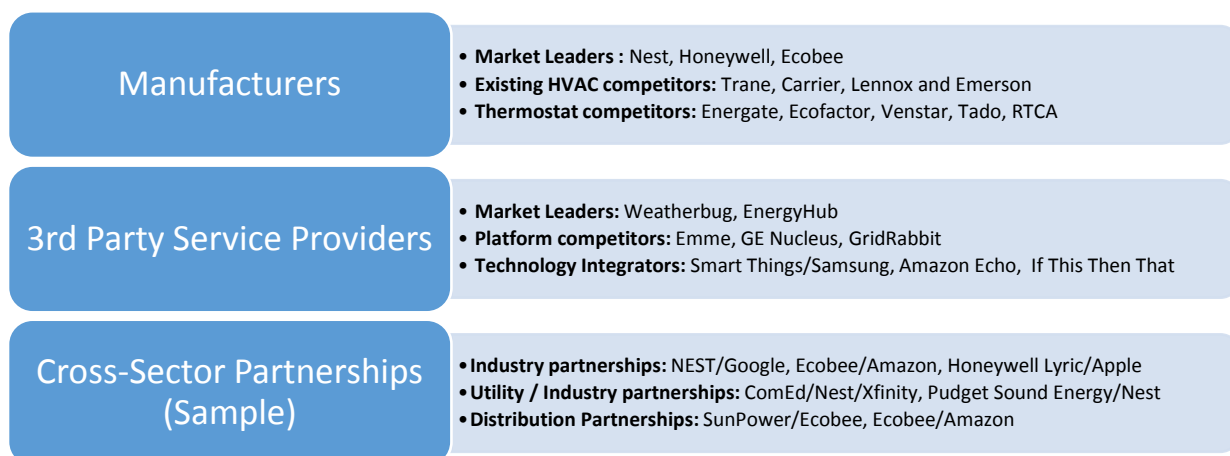 Manufacturers
• Market Leaders : Nest, Honeywell, Ecobee
• Existing HVAC competitors: Trane, Carrier, Lennox and Emerson
• Thermostat competitors: Energate, Ecofactor, Venstar, Tado, RTCA
3rd Party Service Providers
• Market Leaders: Weatherbug, EnergyHub
• Platform competitors: Emme, GE Nucleus, GridRabbit
• Technology Integrators: Smart Things/Samsung, Amazon Echo, If This Then That
Cross-Sector Partnerships
(Sample)
• Industry partnerships: NEST/Google, Ecobee/Amazon, Honeywell Lyric/Apple
• Utility / Industry partnerships: ComEd/Nest/Xfinity, Pudget Sound Energy/Nest
• Distribution Partnerships: SunPower/Ecobee, Ecobee/Amazon